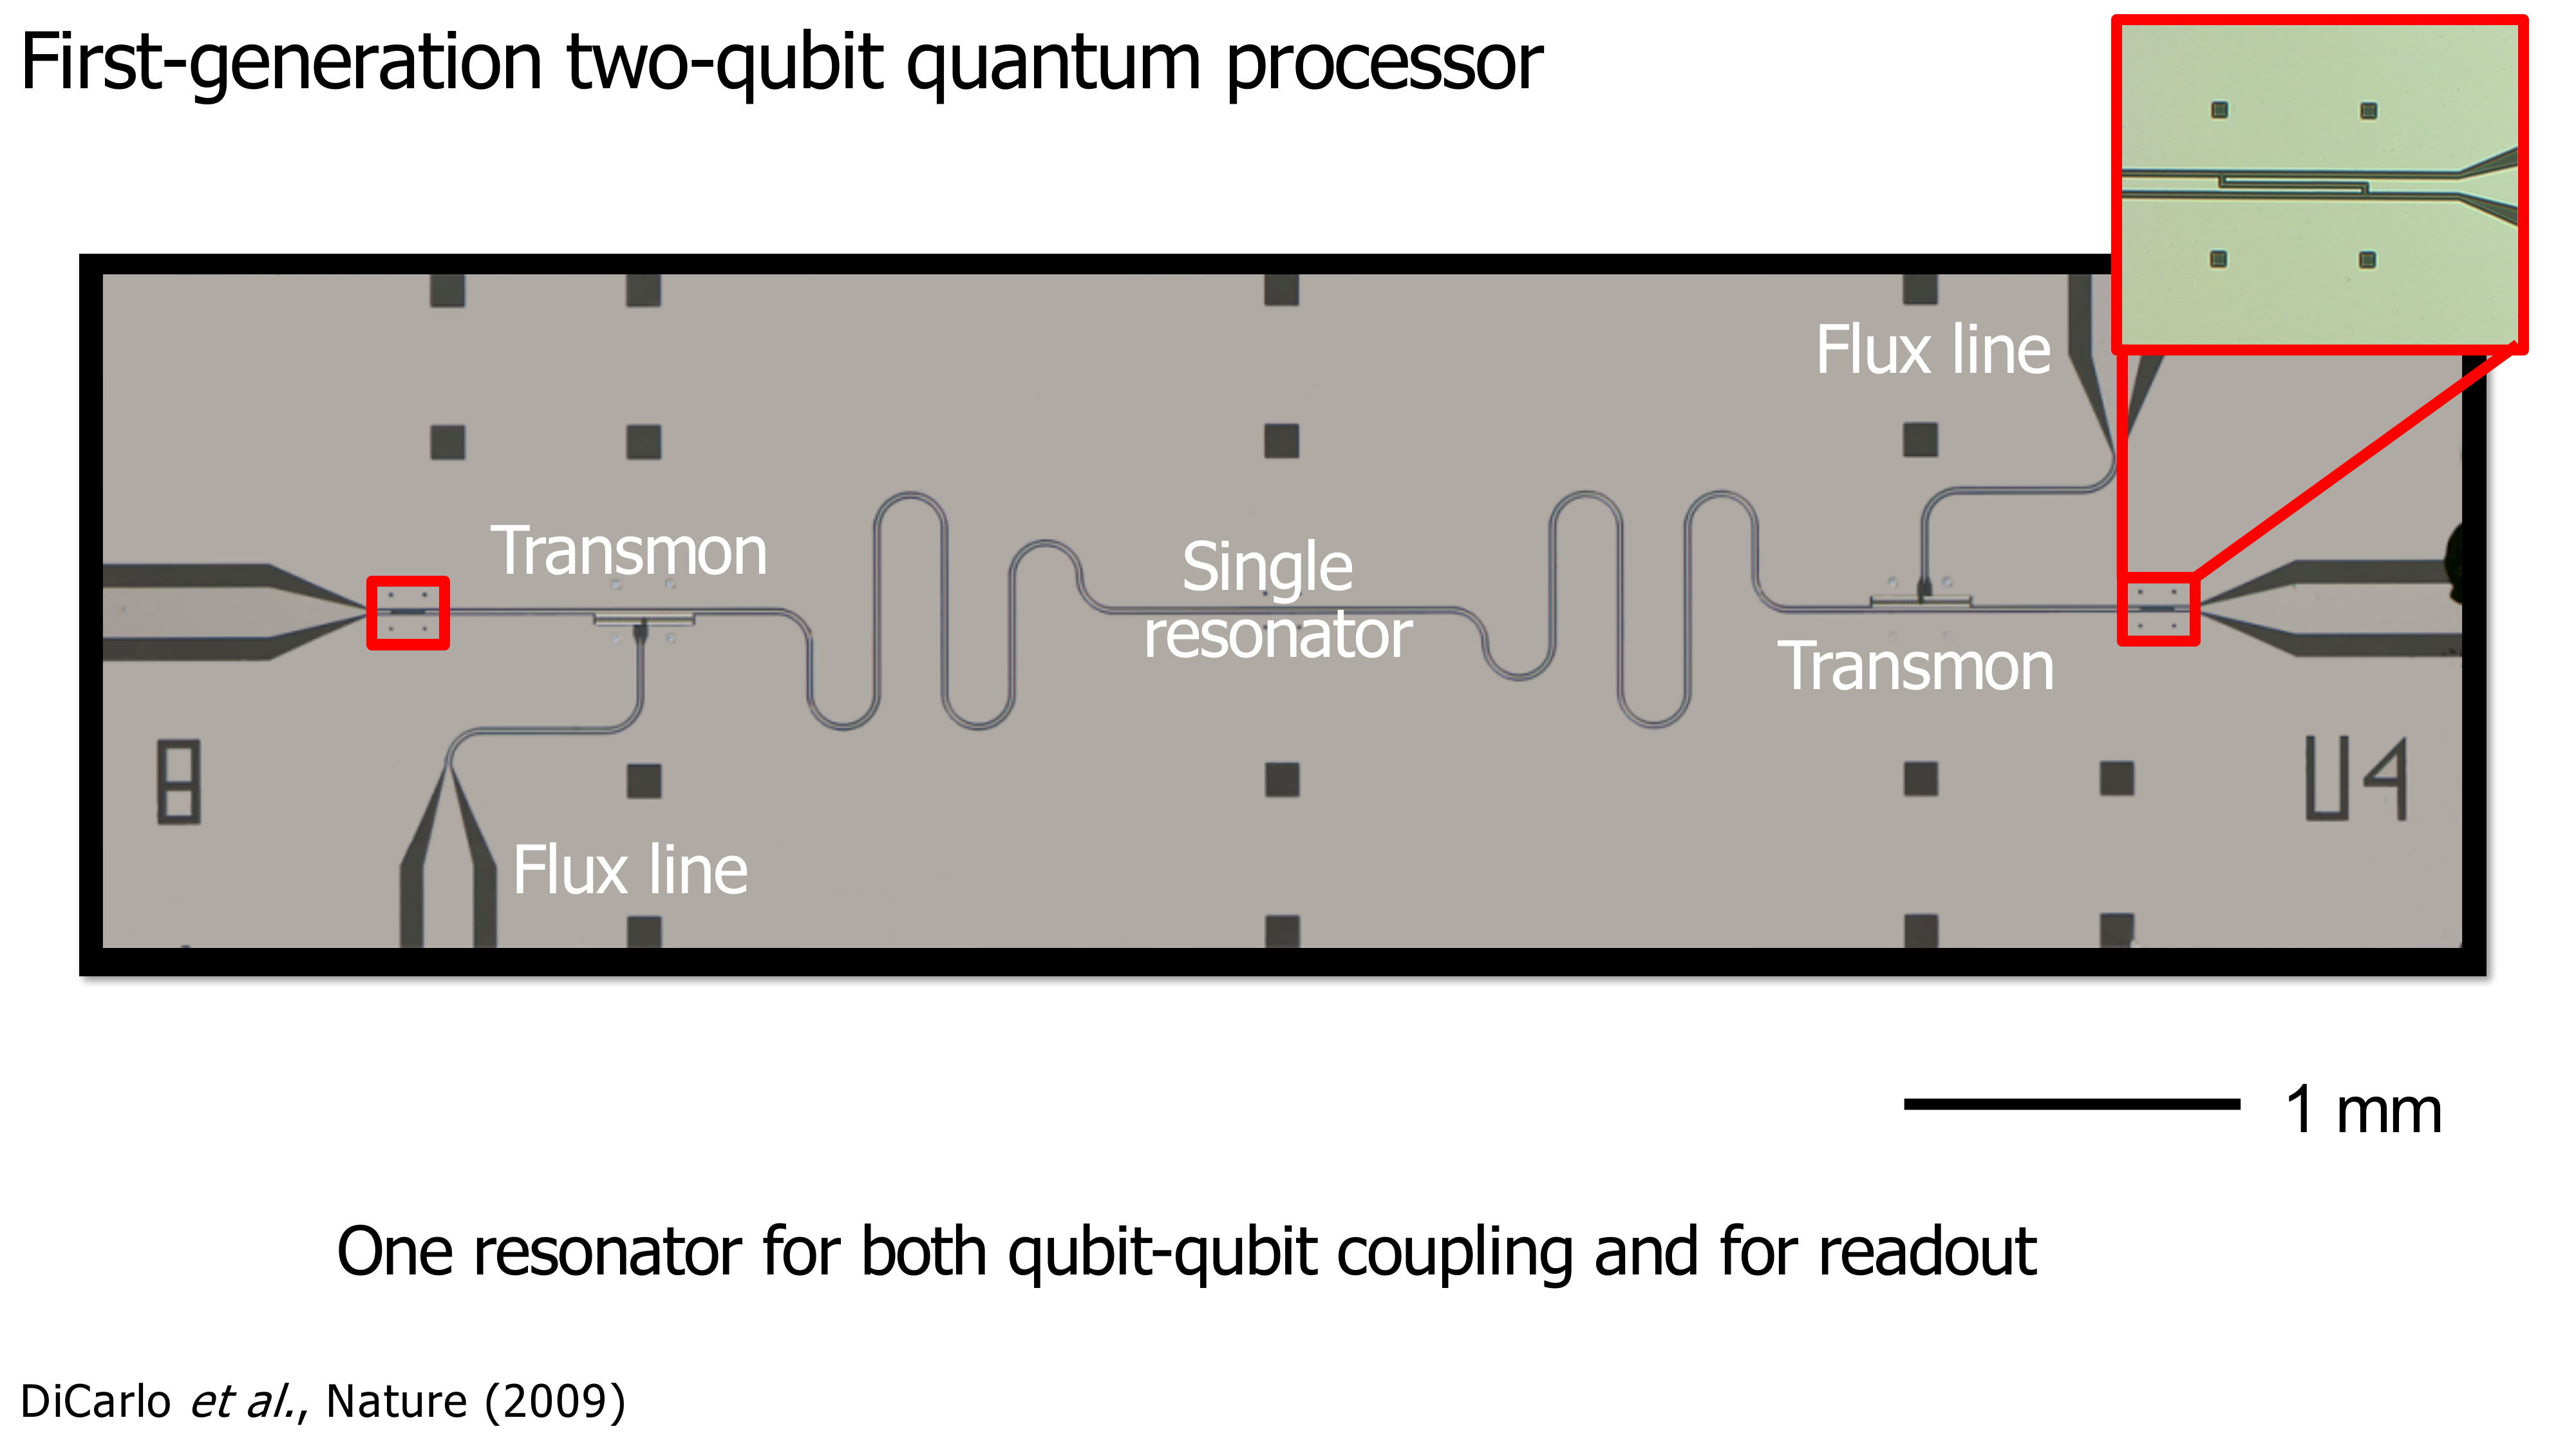 First-generation two-qubit quantum processor
Flux line
Transmon
Single
resonator
Transmon
8
U4
Flux line
1 mm
One resonator for both qubit-qubit coupling and for readout
DiCarlo et al., Nature (2009)